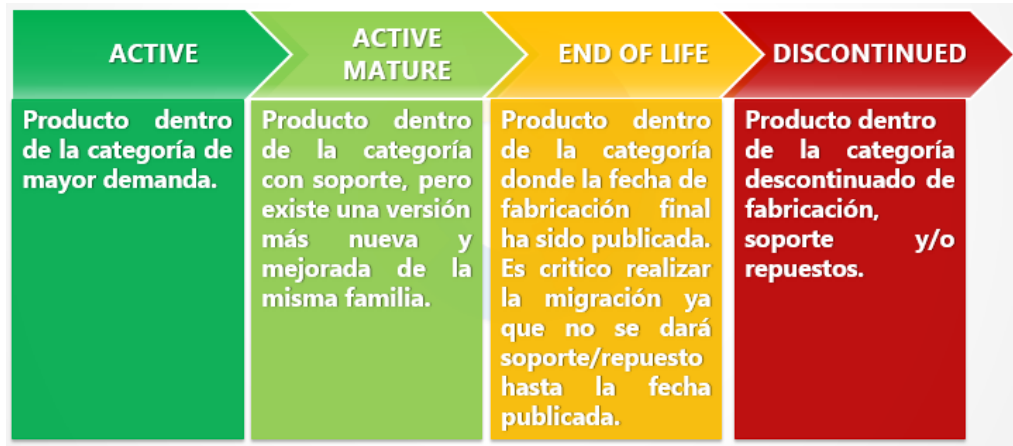 ACTIVE
ACTIVE
MATURE
END OF LIFE
DISCONTINUED
Producto dentro
de la categoría de
mayor demanda.
Producto dentro
de la categoría
con soporte, pero
existe una versión
más nueva y
mejorada de la
misma familia.
Producto dentro
de la categoría
donde la fecha de
fabricación final
ha sido publicada.
Es critico realizar
la migración ya
que no se dará
soporte/repuesto
hasta la fecha
publicada.
Producto dentro
de la categoría
descontinuado de
fabricación,
soporte y/o
repuestos.